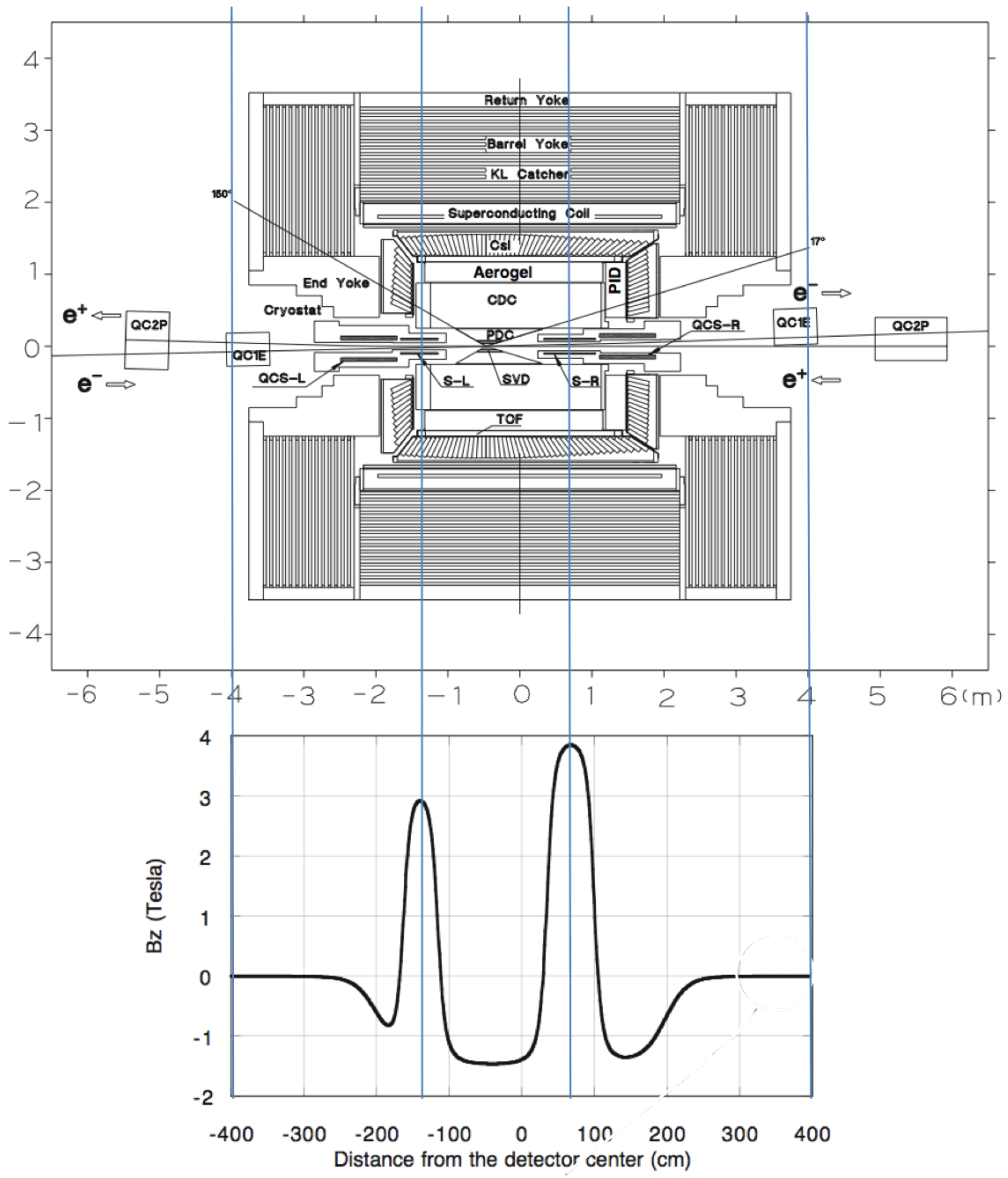 4
3
2
1
0
-1
-2
-3
-4
Return Yoke
Barrel Yoke
KL Catcher
150°
Superconducting Coil
17°
CsI
Aerogel
PID
End Yoke
CDC
e⁻
Cryostat
e⁺
QC2P
QC1E
PDC
QCS-R
QC1E
QC2P
e⁻
QCS-L
S-L
SVD
S-R
e⁺
TOF
-6 -5 -4 -3 -2 -1 0 1 2 3 4 5 6(m)
4
3
2
1
0
-1
-2
Bz (Tesla)
-400 -300 -200 -100 0 100 200 300 400
Distance from the detector center (cm)